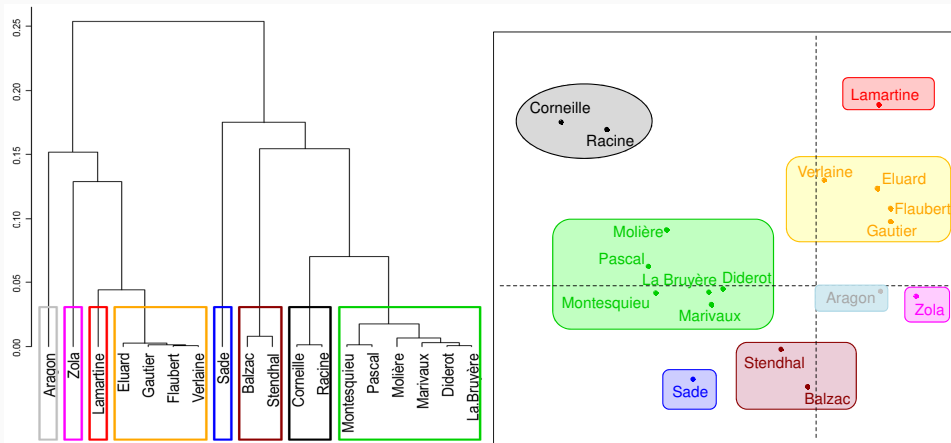 0.25
0.20
0.15
0.10
0.05
0.00
Aragon
Zola
Lamartine
Eluard
Gautier
Flaubert
Verlaine
Sade
Balzac
Stendhal
Corneille
Racine
Montesquieu
Pascal
Molière
Marivaux
Diderot
La.Bruyère
Lamartine
Corneille
Racine
Verlaine
Eluard
Flaubert
Gautier
Molière
Pascal
La Bruyère
Diderot
Montesquieu
Marivaux
Aragon
Zola
Stendhal
Sade
Balzac